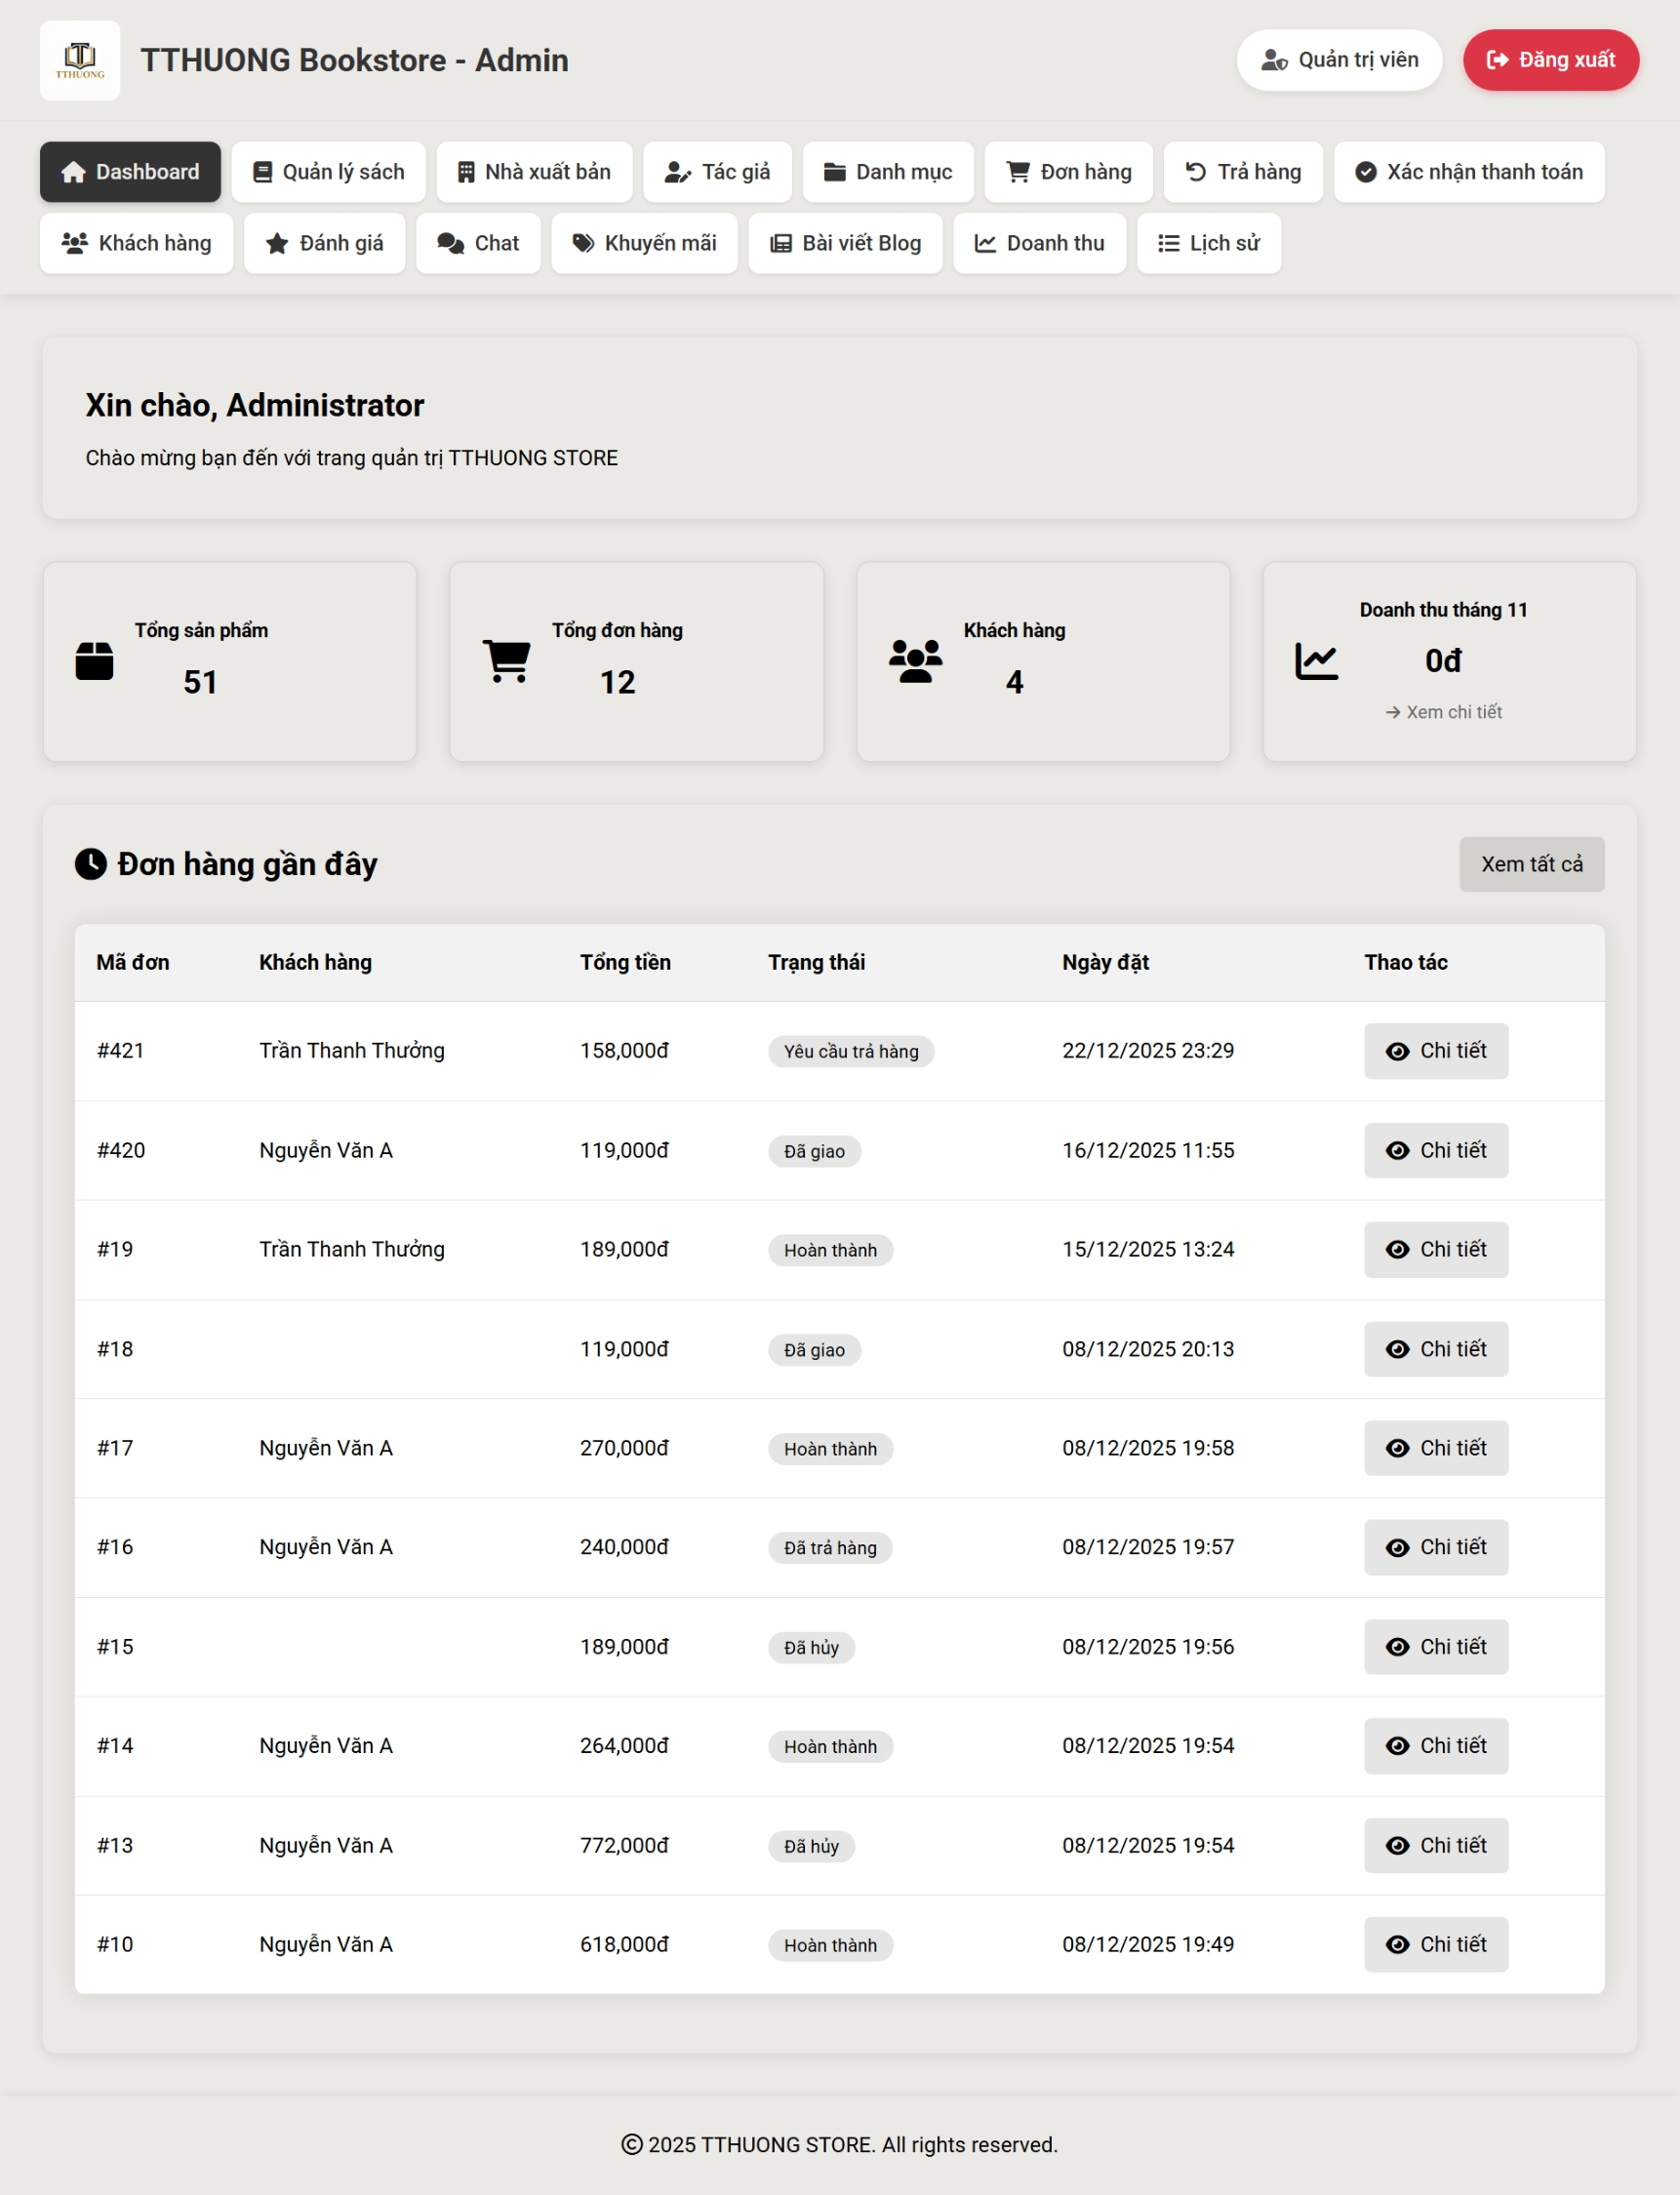 TTHUONG
TTHUONG Bookstore - Admin
Quản trị viên
Đăng xuất
Dashboard
Quản lý sách
Nhà xuất bản
Tác giả
Danh mục
Đơn hàng
Trả hàng
Xác nhận thanh toán
Khách hàng
Đánh giá
Chat
Khuyến mãi
Bài viết Blog
Doanh thu
Lịch sử
Xin chào, Administrator
Chào mừng bạn đến với trang quản trị TTHUONG STORE
Tổng sản phẩm
51
Tổng đơn hàng
12
Khách hàng
4
Doanh thu tháng 11
0đ
→ Xem chi tiết
Đơn hàng gần đây
Xem tất cả
Mã đơn Khách hàng Tổng tiền Trạng thái Ngày đặt Thao tác
#421 Trần Thanh Thưởng 158,000đ Yêu cầu trả hàng 22/12/2025 23:29 Chi tiết
#420 Nguyễn Văn A 119,000đ Đã giao 16/12/2025 11:55 Chi tiết
#19 Trần Thanh Thưởng 189,000đ Hoàn thành 15/12/2025 13:24 Chi tiết
#18 119,000đ Đã giao 08/12/2025 20:13 Chi tiết
#17 Nguyễn Văn A 270,000đ Hoàn thành 08/12/2025 19:58 Chi tiết
#16 Nguyễn Văn A 240,000đ Đã trả hàng 08/12/2025 19:57 Chi tiết
#15 189,000đ Đã hủy 08/12/2025 19:56 Chi tiết
#14 Nguyễn Văn A 264,000đ Hoàn thành 08/12/2025 19:54 Chi tiết
#13 Nguyễn Văn A 772,000đ Đã hủy 08/12/2025 19:54 Chi tiết
#10 Nguyễn Văn A 618,000đ Hoàn thành 08/12/2025 19:49 Chi tiết
© 2025 TTHUONG STORE. All rights reserved.